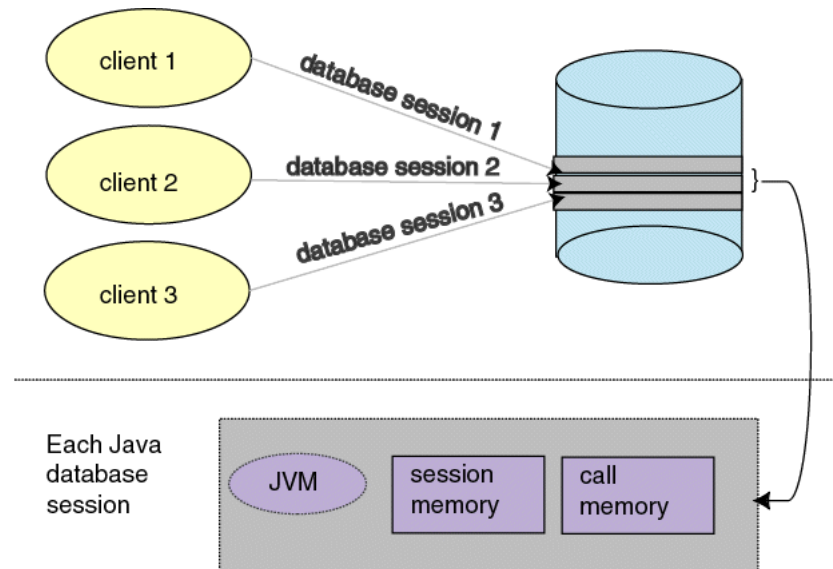 client 1
database session 1
client 2
database session 2
}
database session 3
client 3
Each Java
database
session
JVM
session
memory
call
memory